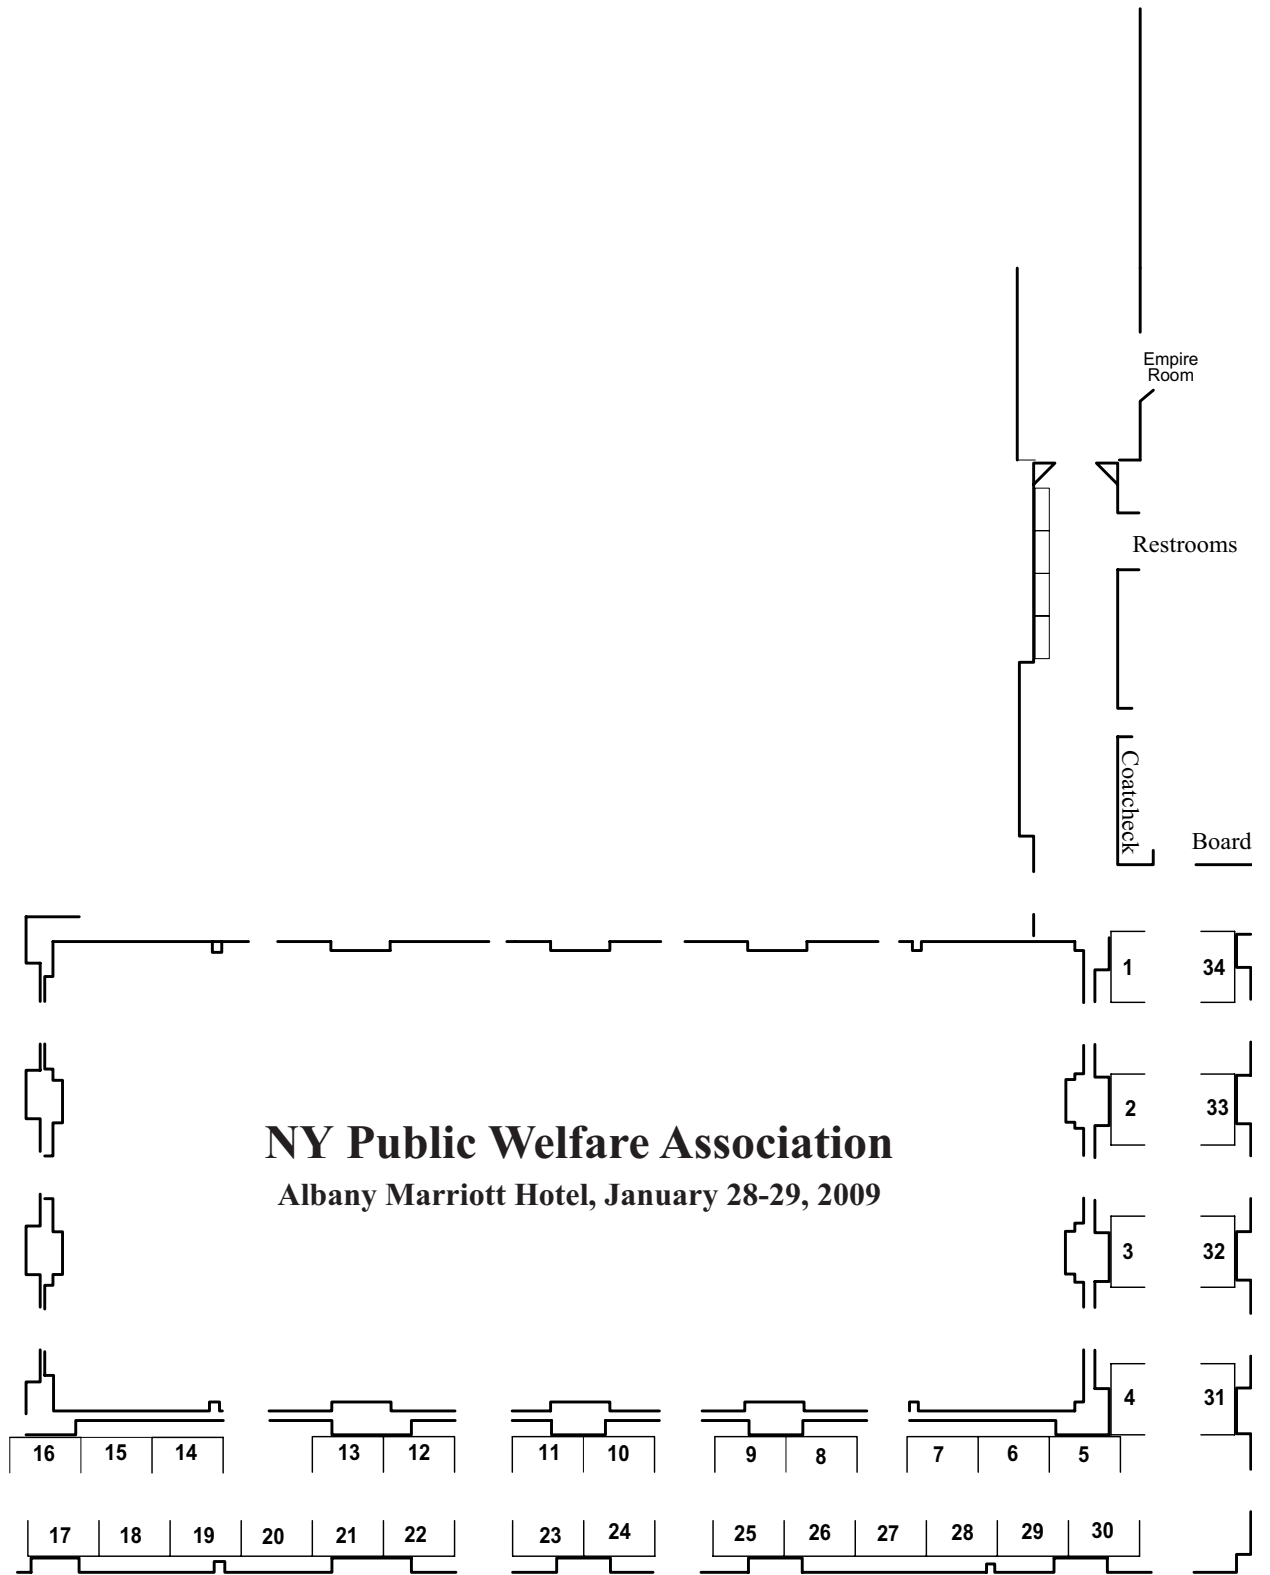 Empire
Room
Restrooms
Coatcheck
Board
1
34
2
33
NY Public Welfare Association
Albany Marriott Hotel, January 28-29, 2009
3
32
4
31
16 15 14 13 12 11 10 9 8 7 6 5
17 18 19 20 21 22 23 24 25 26 27 28 29 30